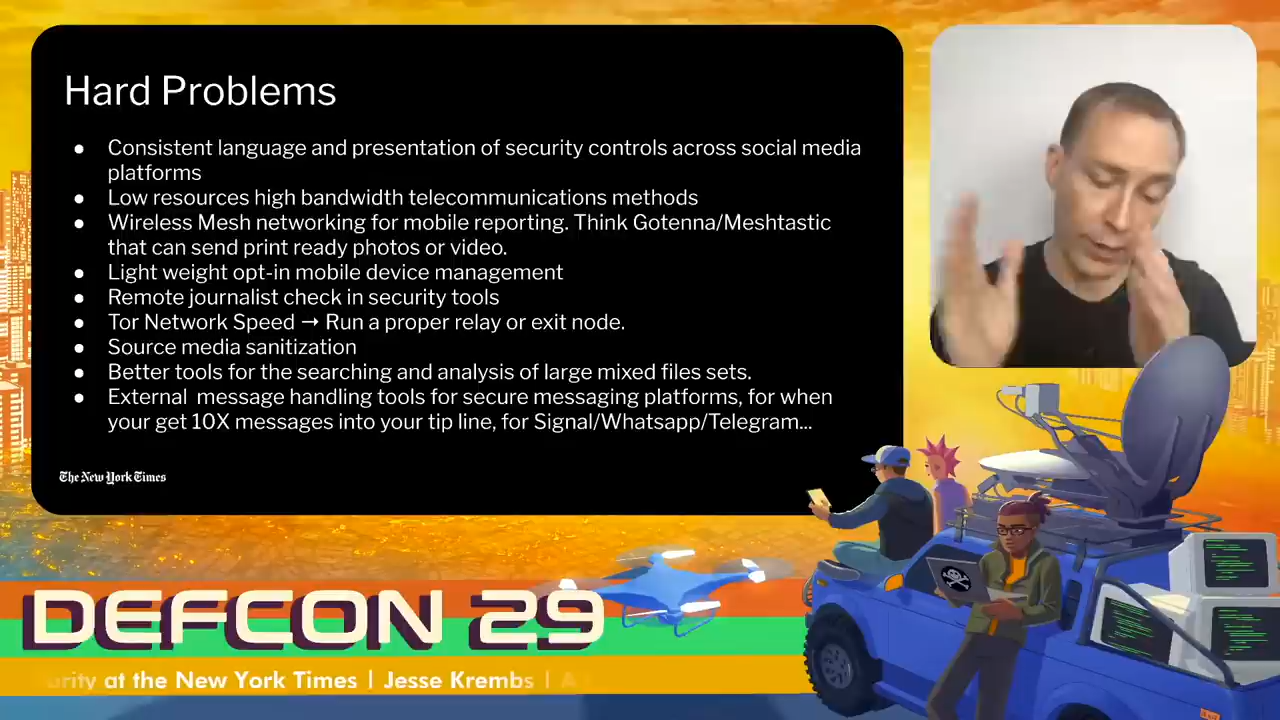 Hard Problems
● Consistent language and presentation of security controls across social media
platforms
● Low resources high bandwidth telecommunications methods
● Wireless Mesh networking for mobile reporting. Think Gotenna/Meshtastic
that can send print ready photos or video.
● Light weight opt-in mobile device management
● Remote journalist check in security tools
● Tor Network Speed → Run a proper relay or exit node.
● Source media sanitization
● Better tools for the searching and analysis of large mixed files sets.
● External  message handling tools for secure messaging platforms, for when
your get 10X messages into your tip line, for Signal/Whatsapp/Telegram...
The New York Times
DEFCON 29
urity at the New York Times | Jesse Krembs | A